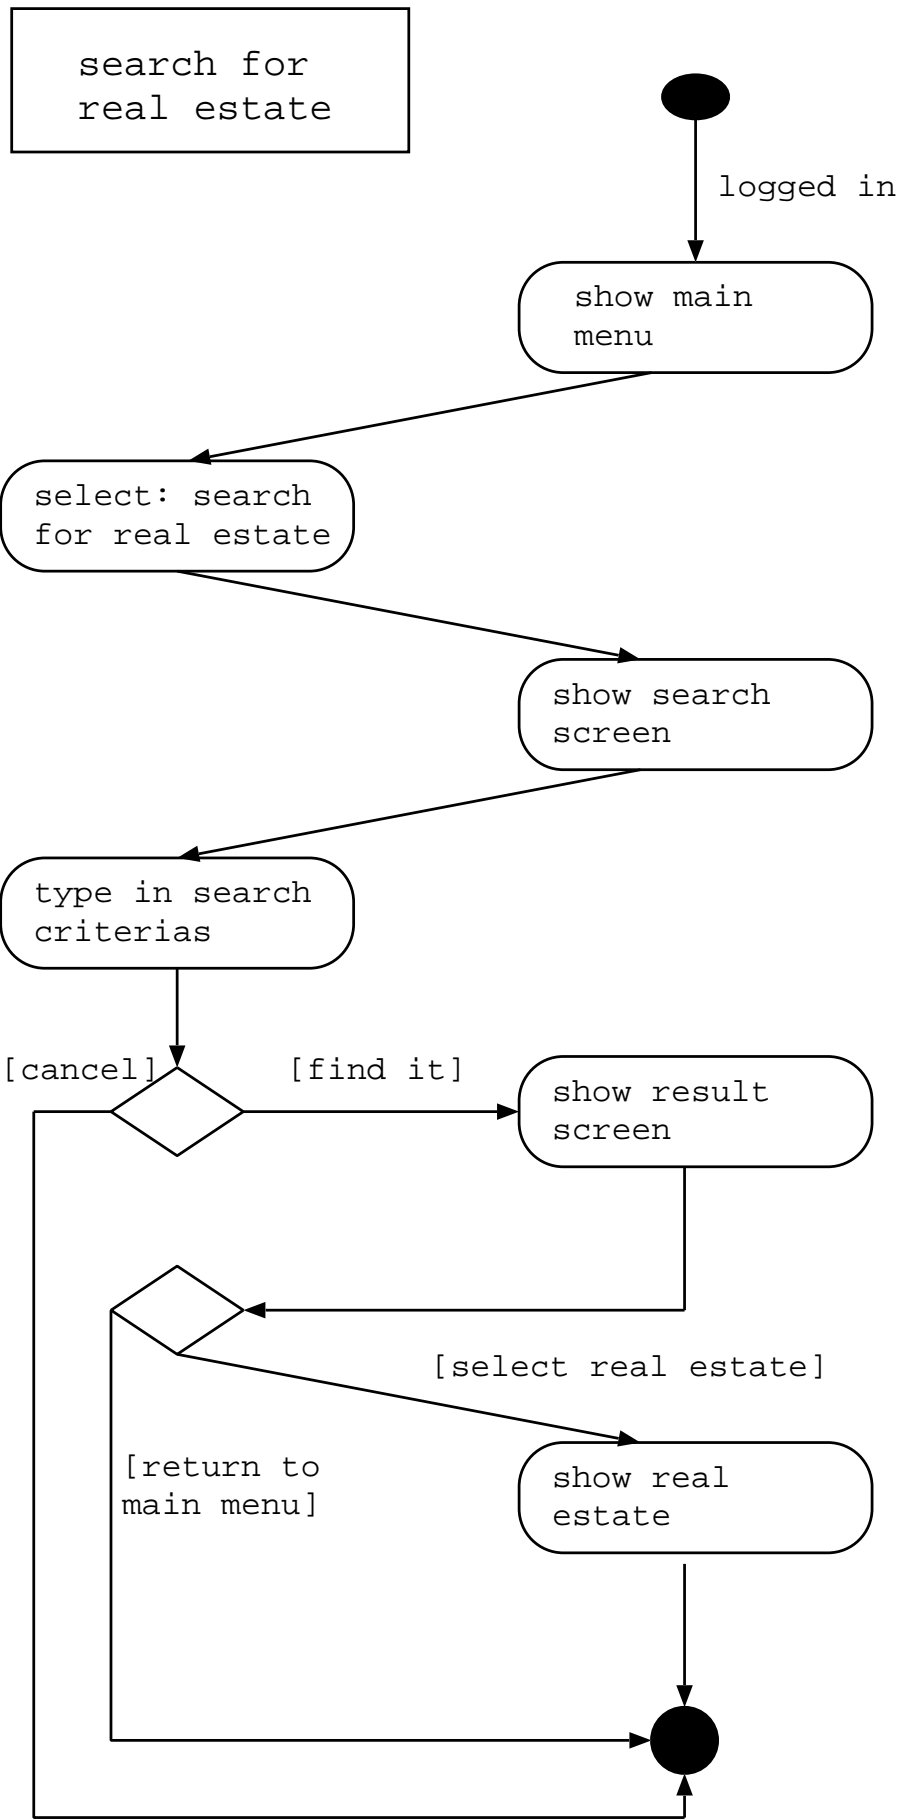 search for
real estate
logged in
show main
menu
select: search
for real estate
show search
screen
type in search
criterias
[cancel]
[find it]
show result
screen
[select real estate]
[return to
main menu]
show real
estate